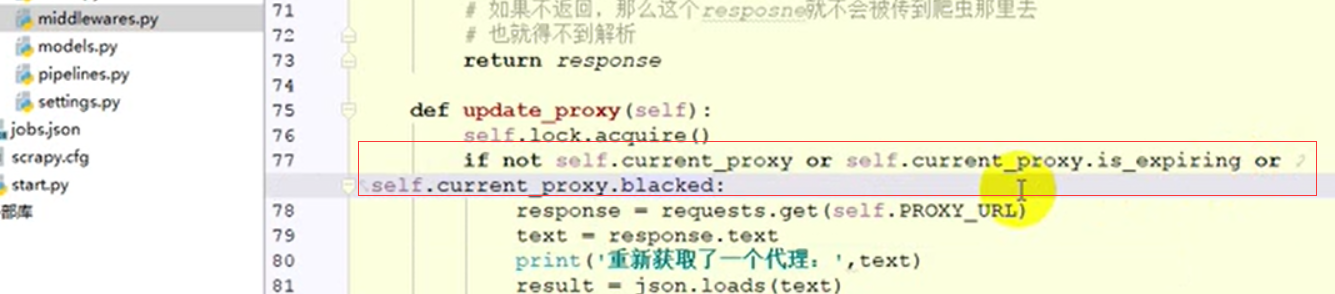 middlewares.py
models.py
pipelines.py
settings.py
jobs.json
scrapy.cfg
start.py
部库
71 # 如果不返回，那么这个resposne就不会被传到爬虫那里去
72 # 也就得不到解析
73 return response
74
75 def update_proxy(self):
76 self.lock.acquire()
77 if not self.current_proxy or self.current_proxy.is_expiring or
self.current_proxy.blacked:
78 response = requests.get(self.PROXY_URL)
79 text = response.text
80 print('重新获取了一个代理：',text)
81 result = json.loads(text)